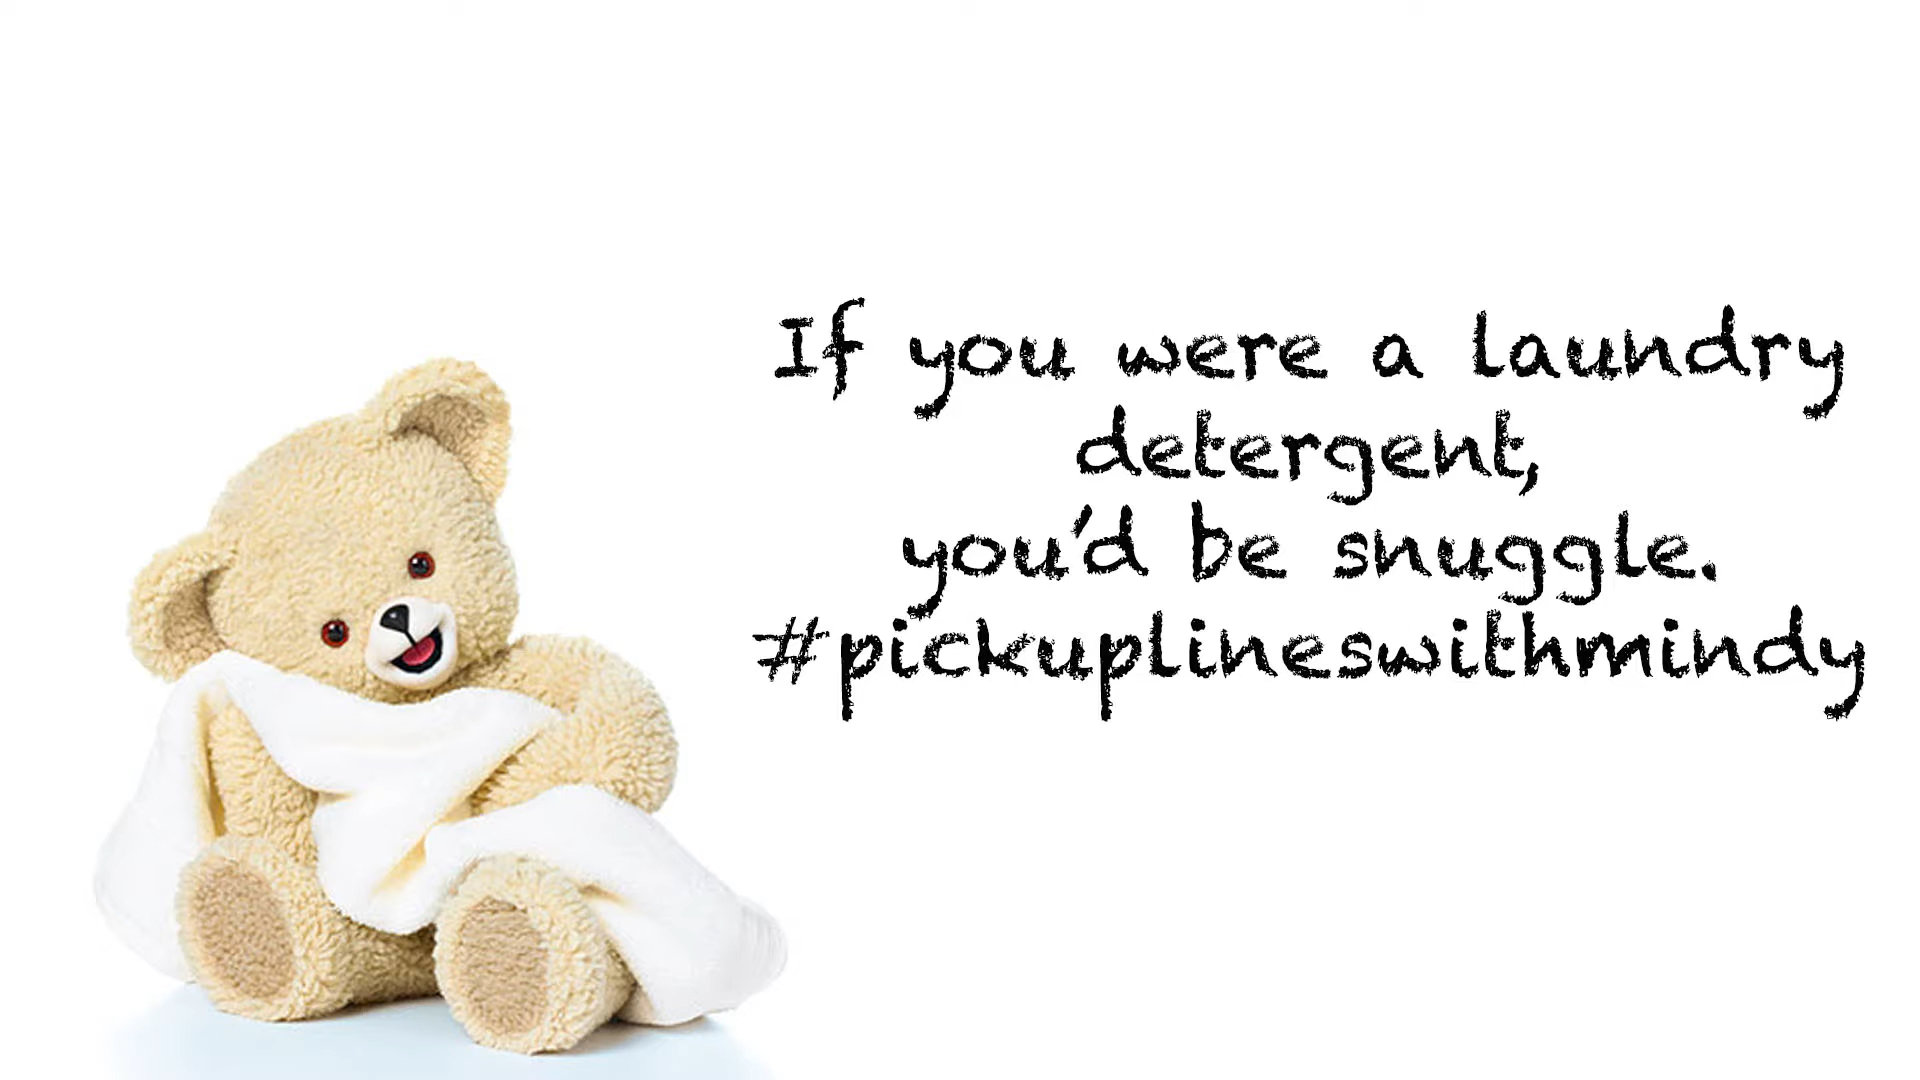 If you were a laundry
detergent,
you'd be snuggle.
#pickuplineswithmindy